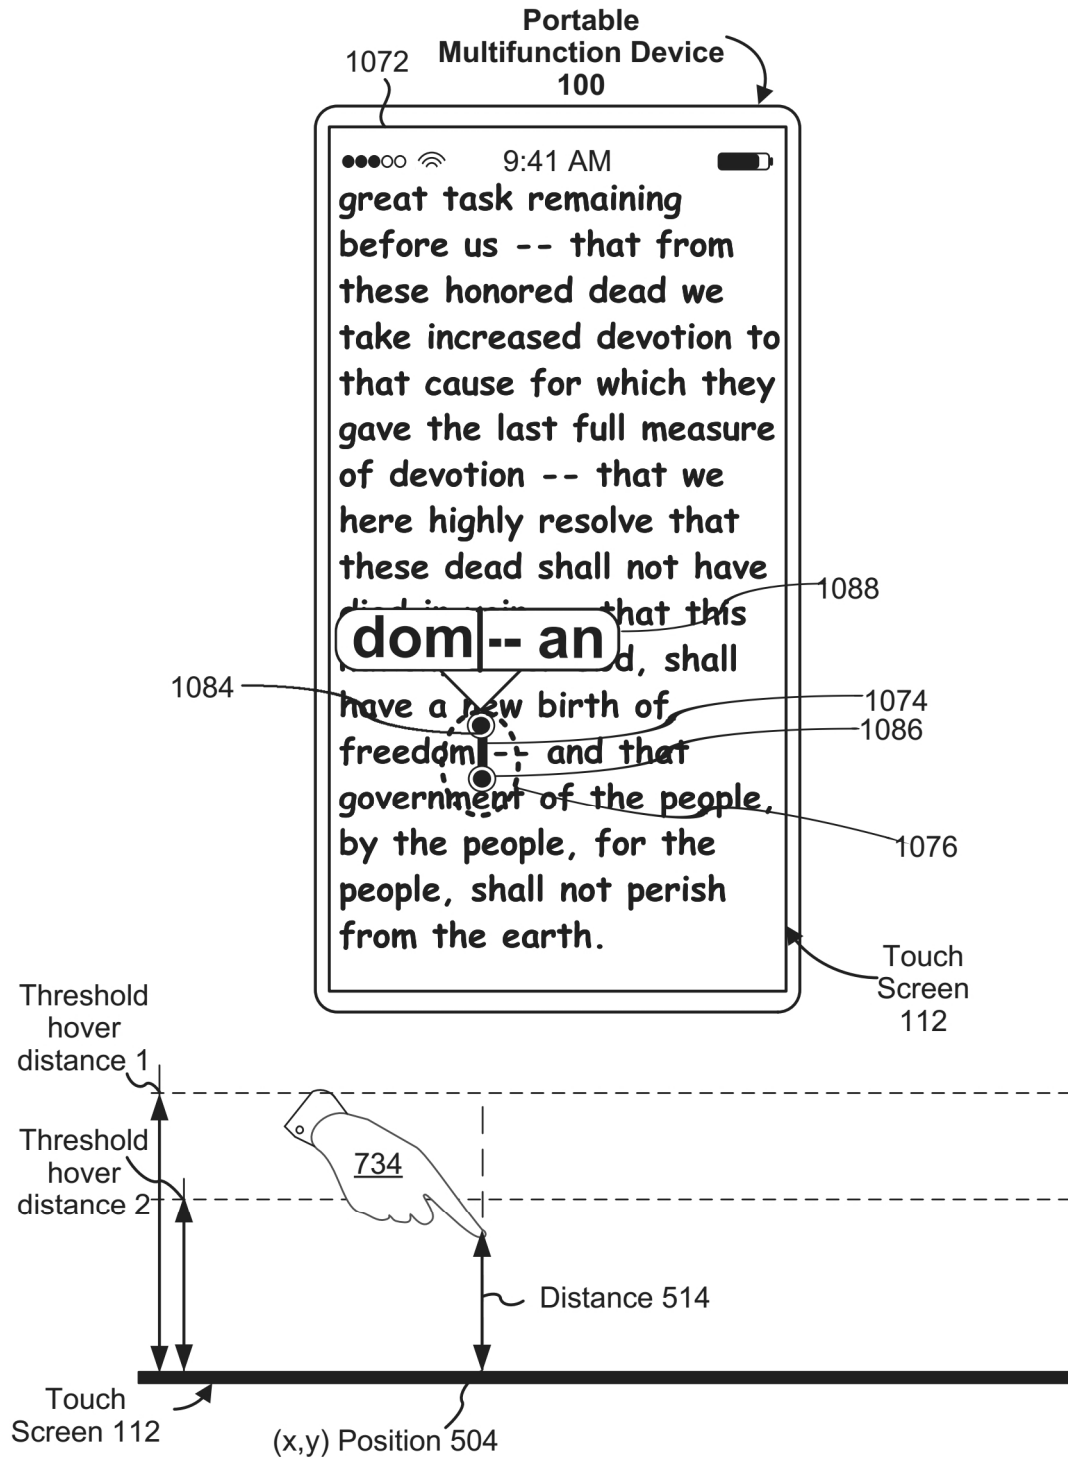 Portable
Multifunction Device
100
1072
9:41 AM
great task remaining
before us -- that from
these honored dead we
take increased devotion to
that cause for which they
gave the last full measure
of devotion -- that we
here highly resolve that
these dead shall not have
that this
1088
dom -- an
d, shall
1084
have a new birth of
1074
1086
freedom -- and that
government of the people,
1076
by the people, for the
people, shall not perish
from the earth.
Touch
Screen
112
Threshold
hover
distance 1
Threshold
hover
distance 2
734
Distance 514
Touch
Screen 112
(x,y) Position 504